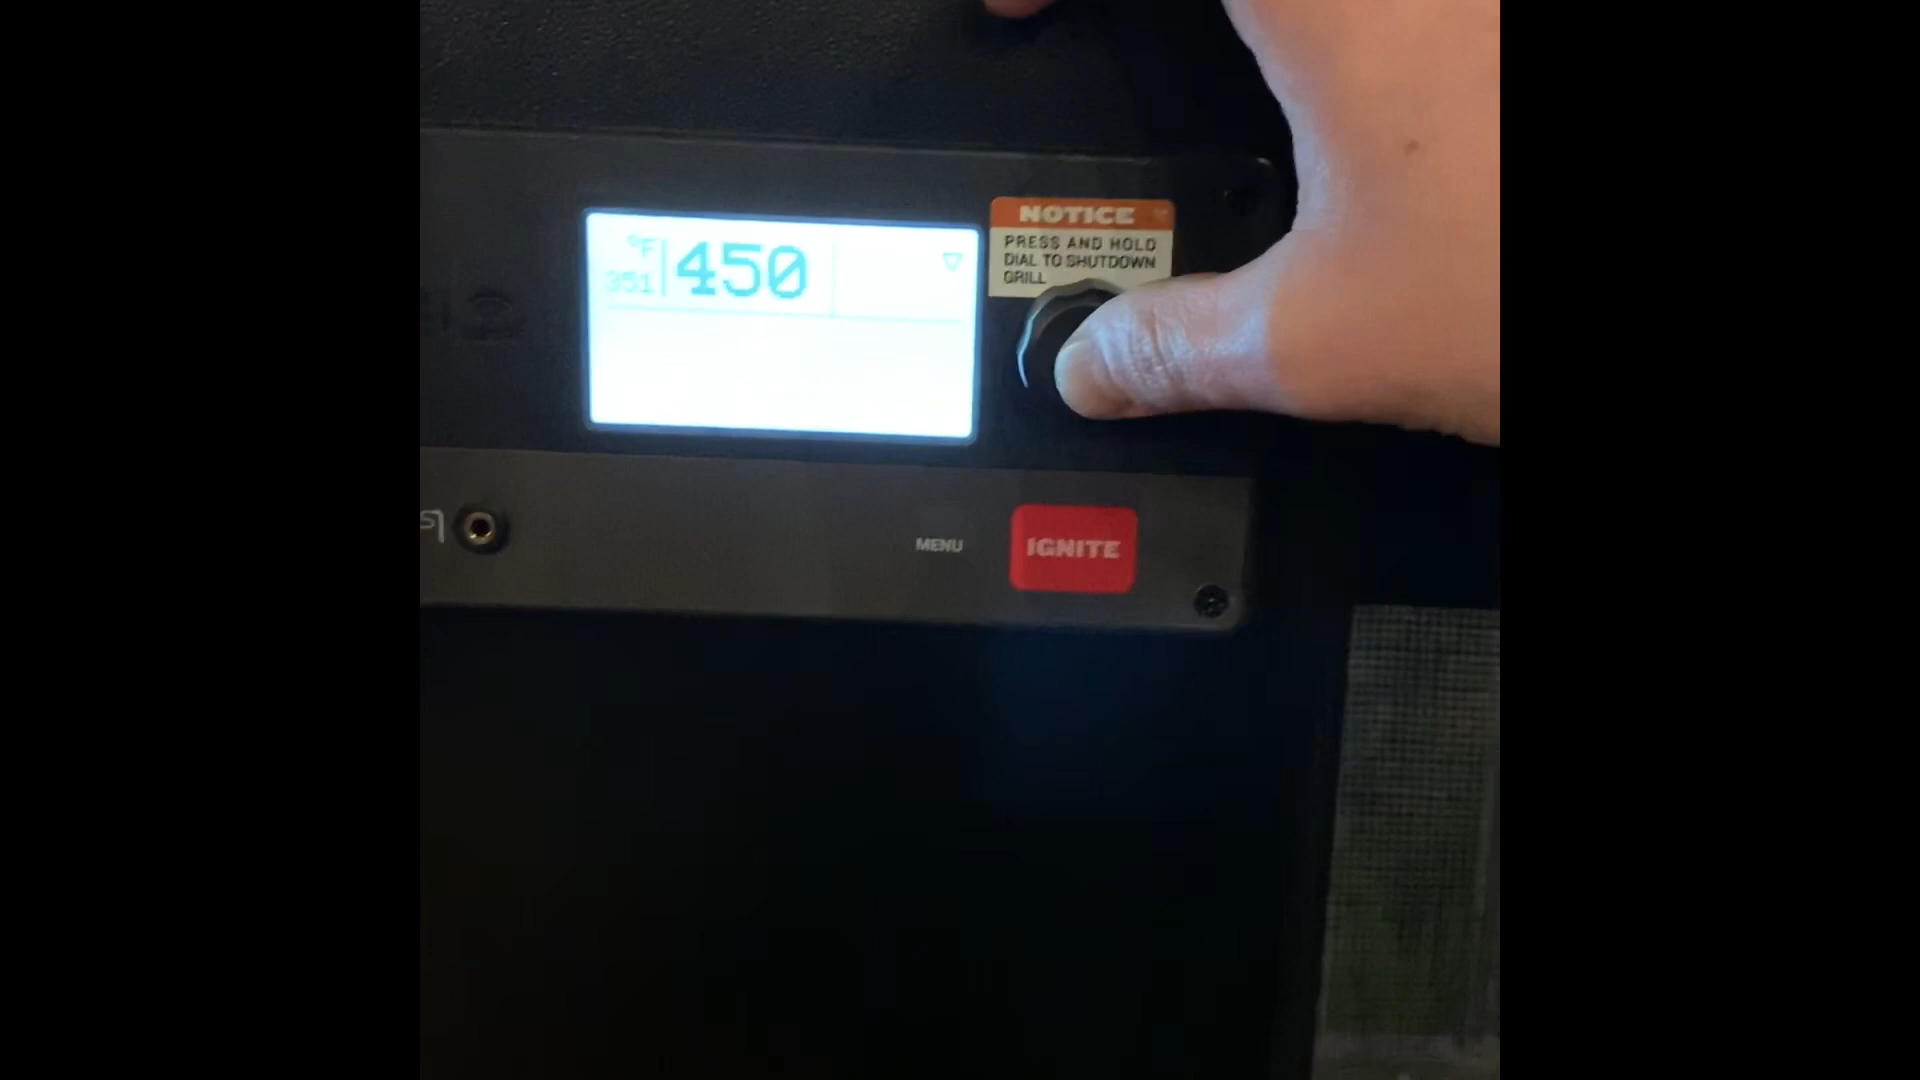 °F
351
450
NOTICE
PRESS AND HOLD
DIAL TO SHUTDOWN
GRILL
MENU
IGNITE